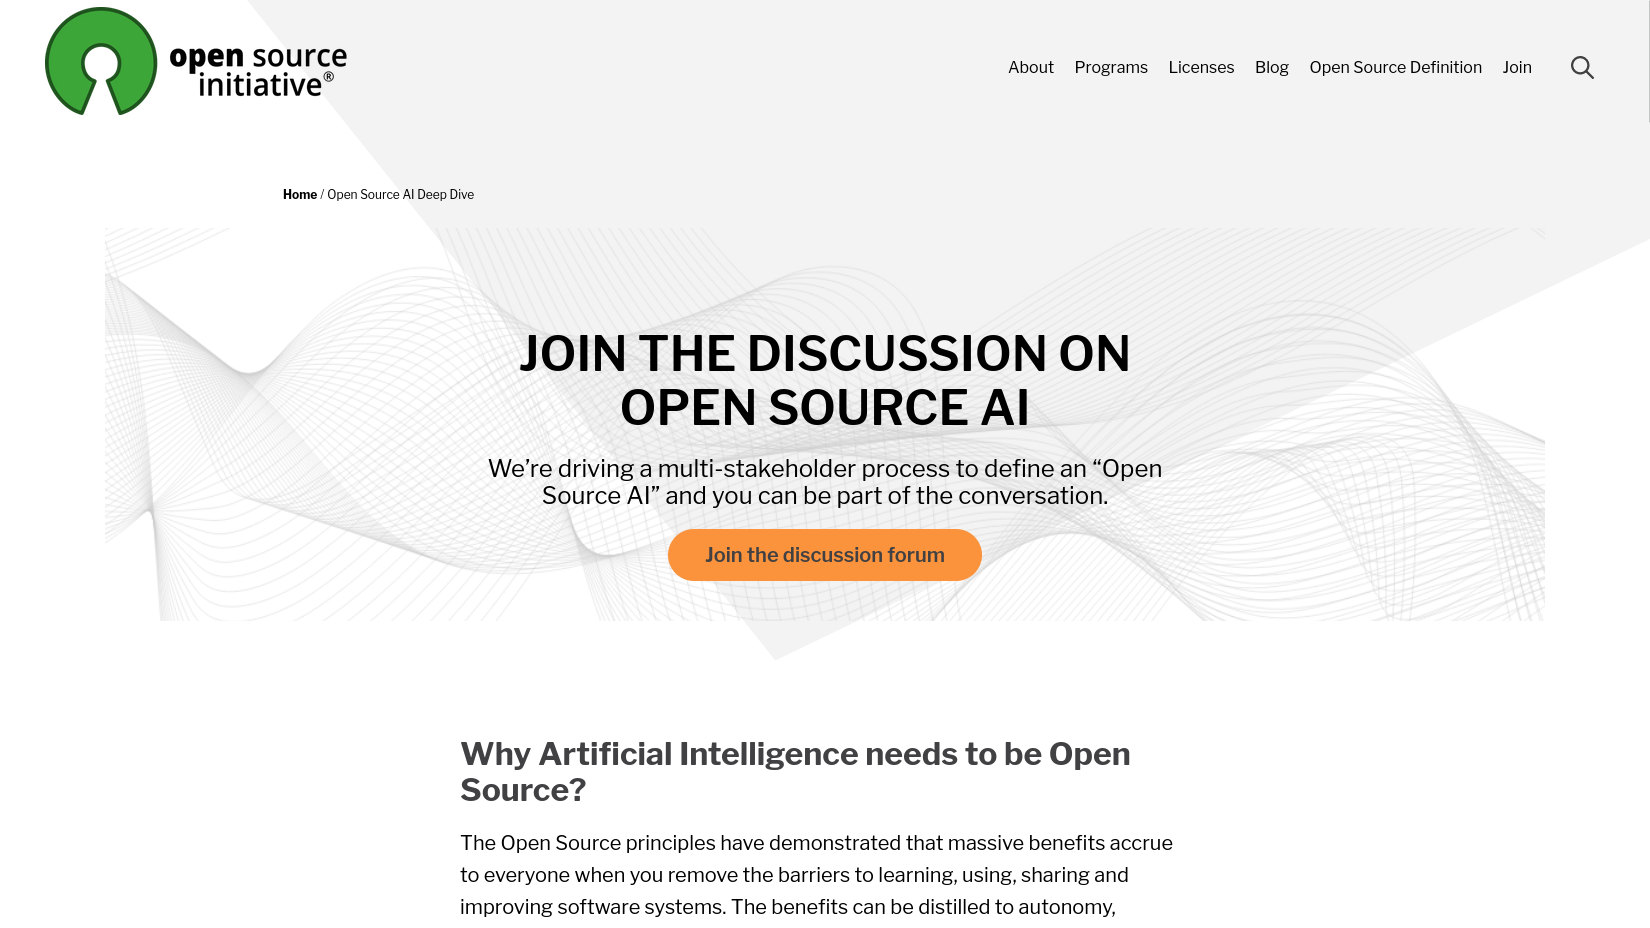 open source
initiative®
About Programs Licenses Blog Open Source Definition Join
Home / Open Source AI Deep Dive
JOIN THE DISCUSSION ON
OPEN SOURCE AI
We’re driving a multi-stakeholder process to define an “Open
Source AI” and you can be part of the conversation.
Join the discussion forum
Why Artificial Intelligence needs to be Open
Source?
The Open Source principles have demonstrated that massive benefits accrue
to everyone when you remove the barriers to learning, using, sharing and
improving software systems. The benefits can be distilled to autonomy,